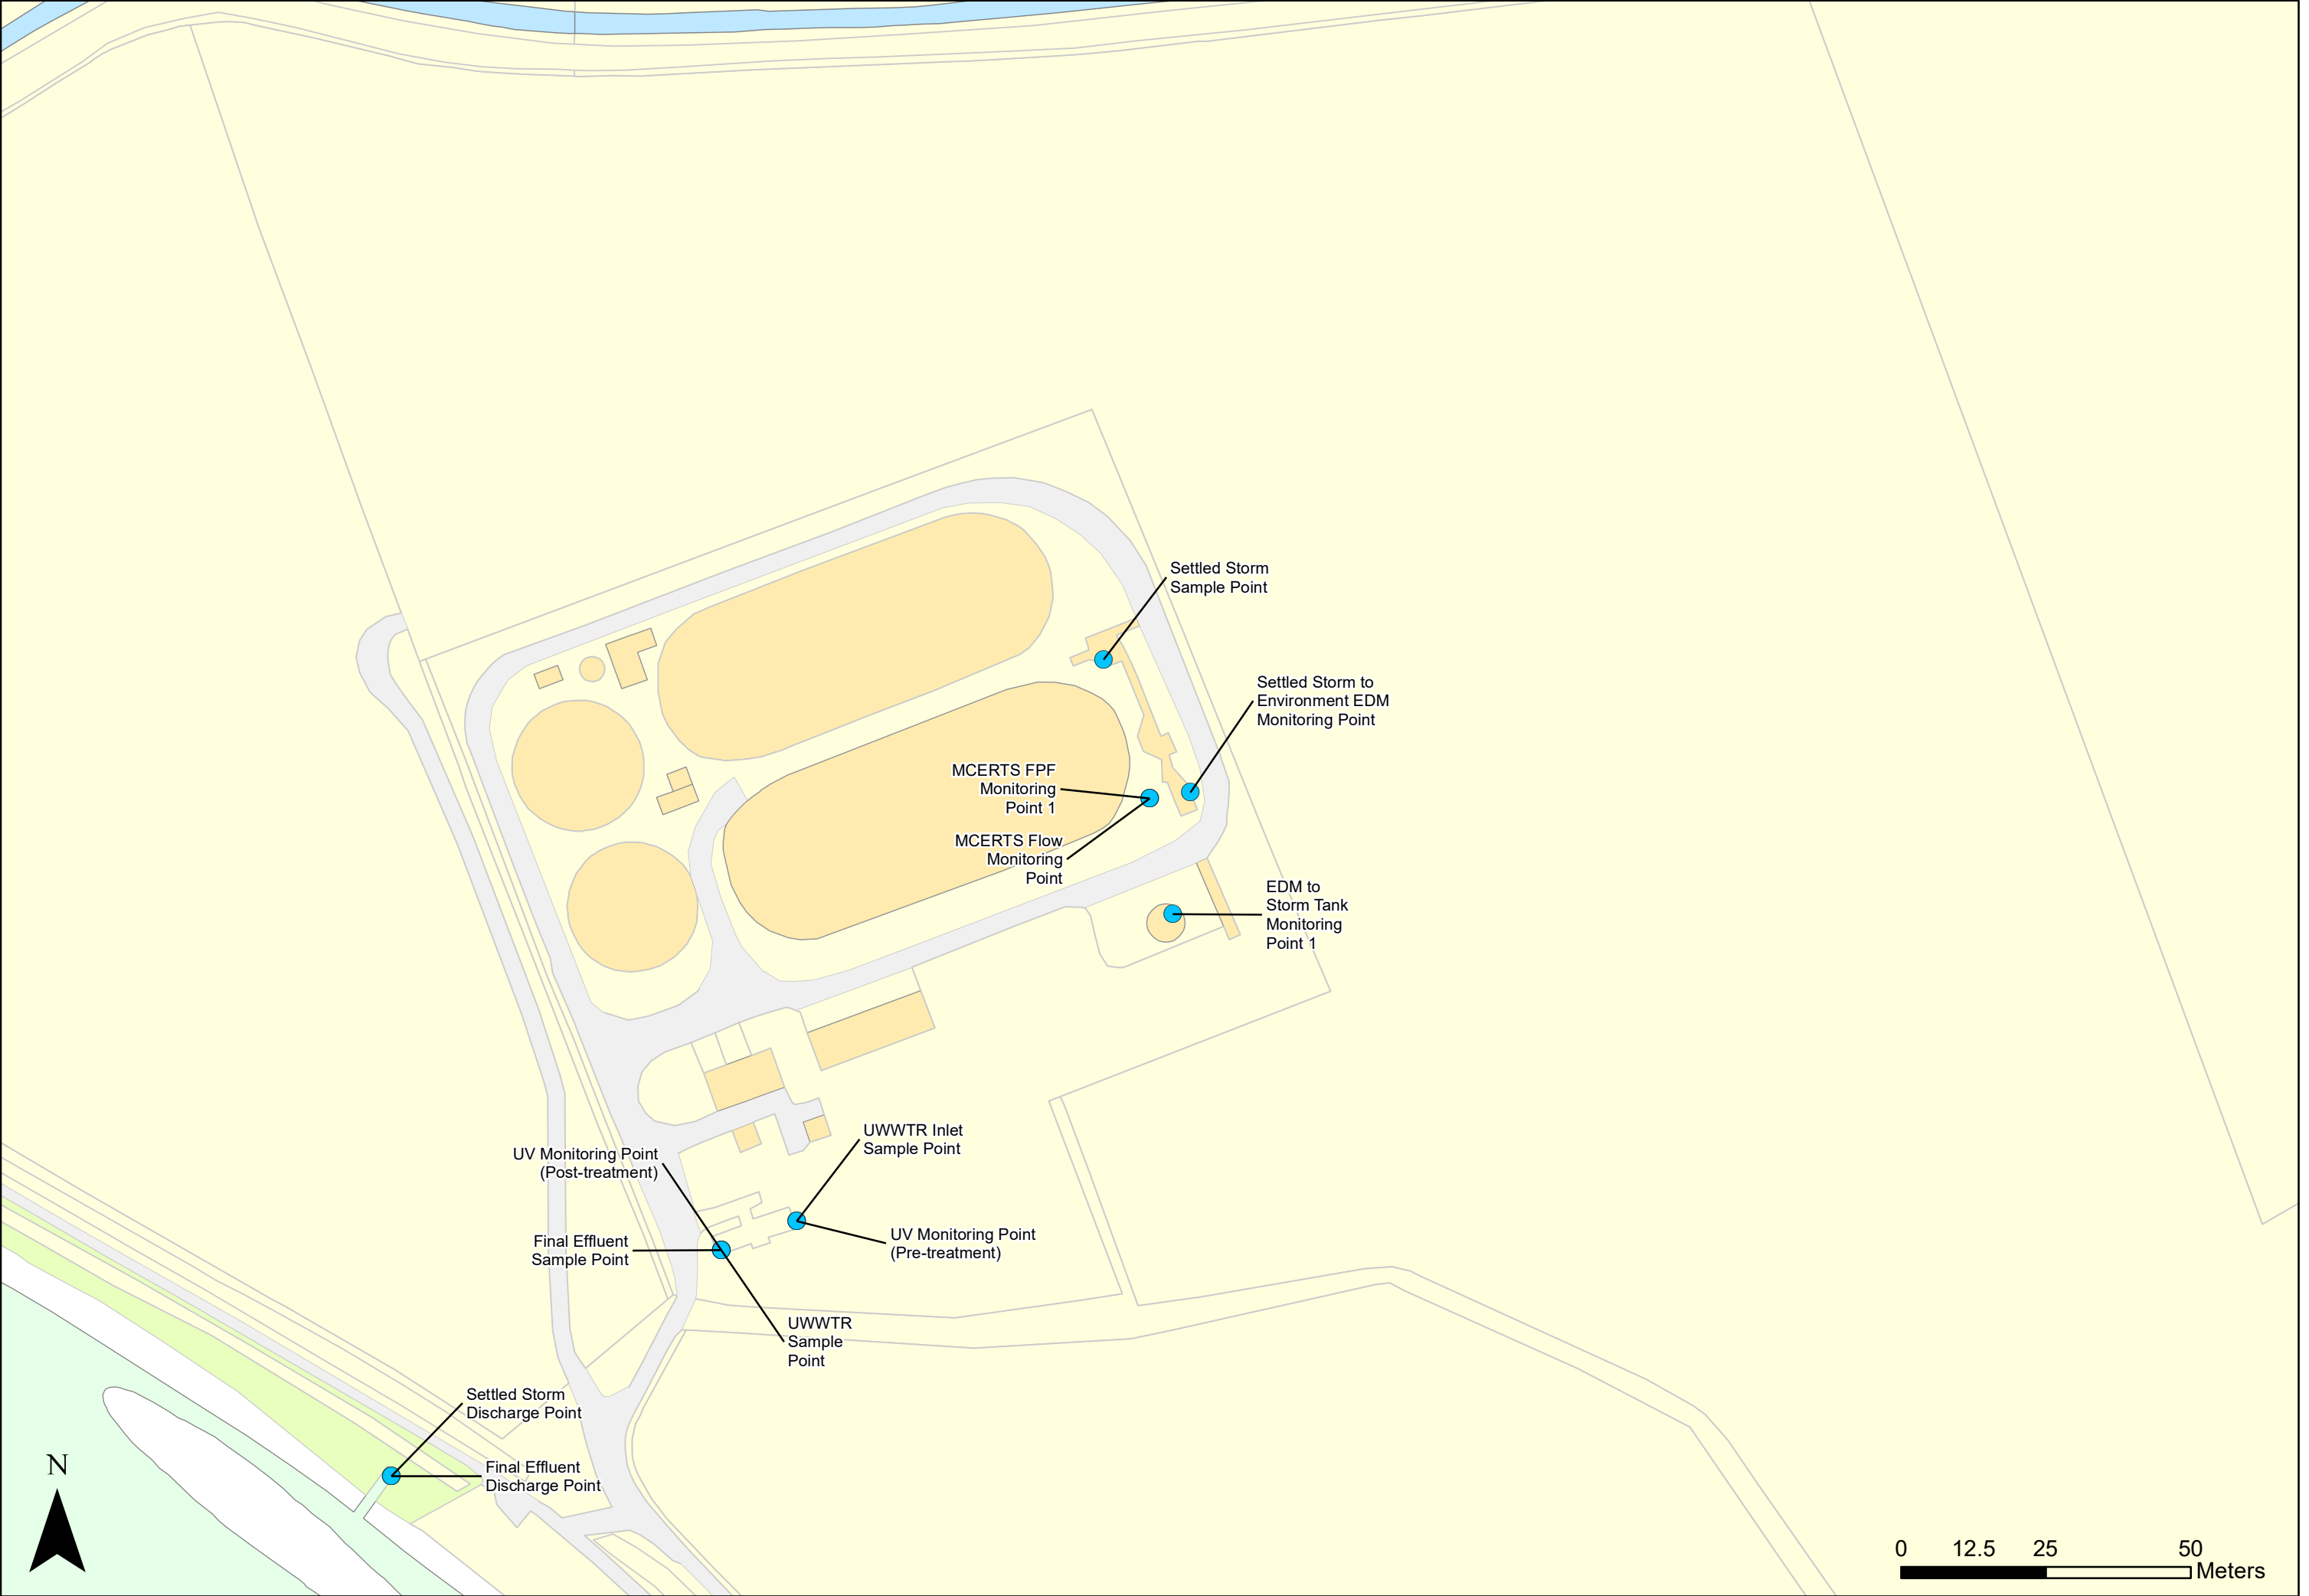 Settled Storm
Sample Point
Settled Storm to
Environment EDM
Monitoring Point
MCERTS FPF
Monitoring
Point 1
MCERTS Flow
Monitoring
Point
EDM to
Storm Tank
Monitoring
Point 1
UWWTR Inlet
Sample Point
UV Monitoring Point
(Post-treatment)
UV Monitoring Point
(Pre-treatment)
Final Effluent
Sample Point
UWWTR
Sample
Point
Settled Storm
Discharge Point
Final Effluent
Discharge Point
N
0 12.5 25 50
Meters